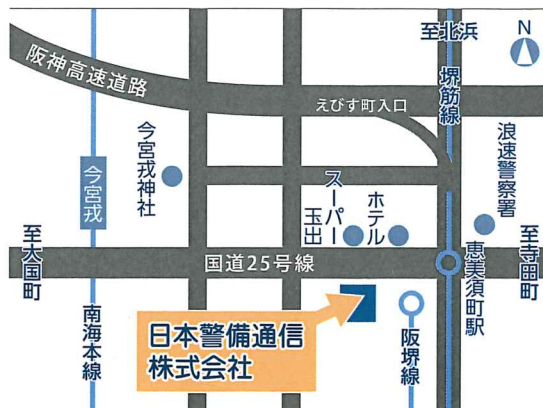 至北浜
N
阪神高速道路
堺筋線
えびす町入口
今宮戎神社
浪速警察署
今宮戎
スーパー
玉出
ホテル
至大国町
国道25号線
至寺田町
恵美須町駅
南海本線
日本警備通信
株式会社
阪堺線